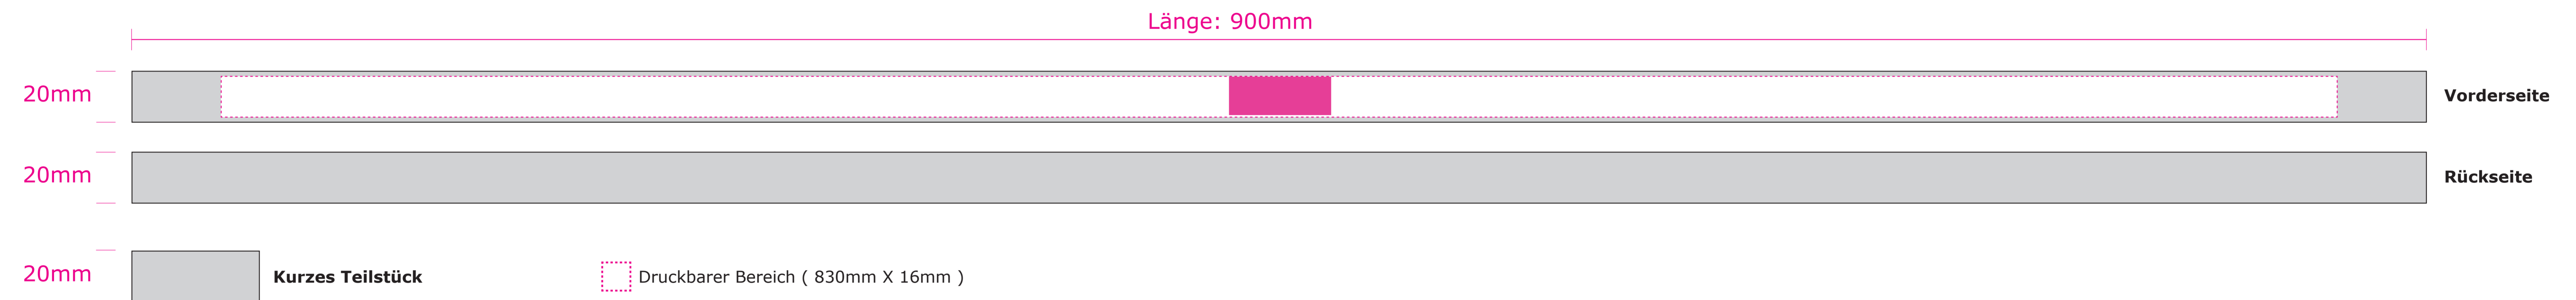 Länge: 900mm
20mm
Vorderseite
20mm
Rückseite
20mm
Kurzes Teilstück
Druckbarer Bereich ( 830mm X 16mm )